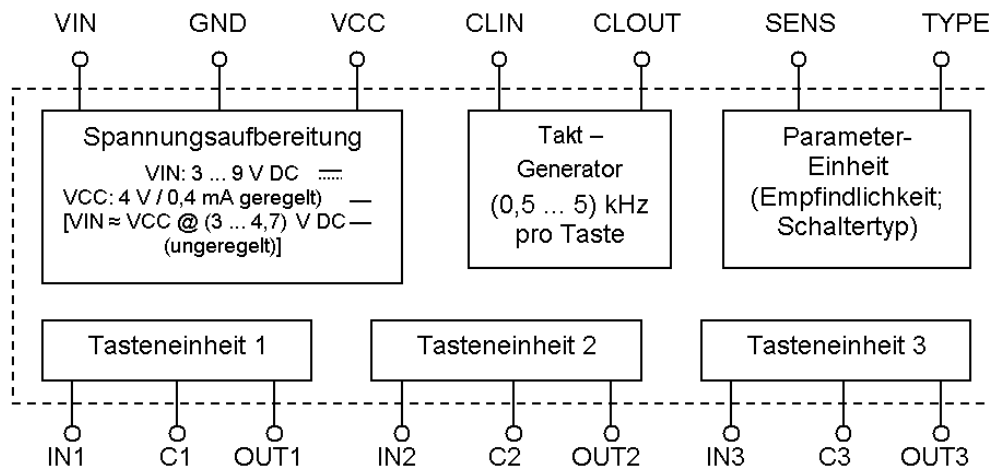 VIN GND VCC CLIN CLOUT SENS TYPE
Spannungsaufbereitung
VIN: 3 ... 9 V DC
VCC: 4 V / 0,4 mA geregelt)
[VIN ≈ VCC @ (3 ... 4,7) V DC
(ungeregelt)]
Takt –
Generator
(0,5 ... 5) kHz
pro Taste
Parameter-
Einheit
(Empfindlichkeit;
Schaltertyp)
Tasteneinheit 1
Tasteneinheit 2
Tasteneinheit 3
IN1 C1 OUT1 IN2 C2 OUT2 IN3 C3 OUT3